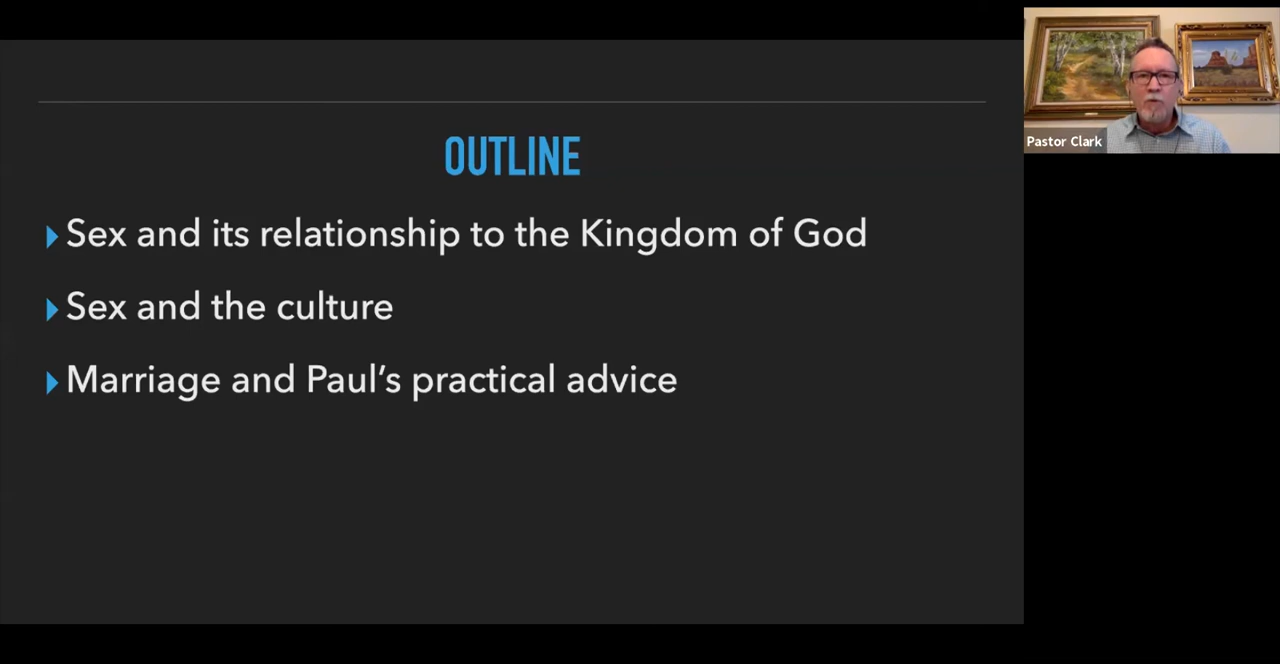 OUTLINE
Sex and its relationship to the Kingdom of God
Sex and the culture
Marriage and Paul’s practical advice
Pastor Clark